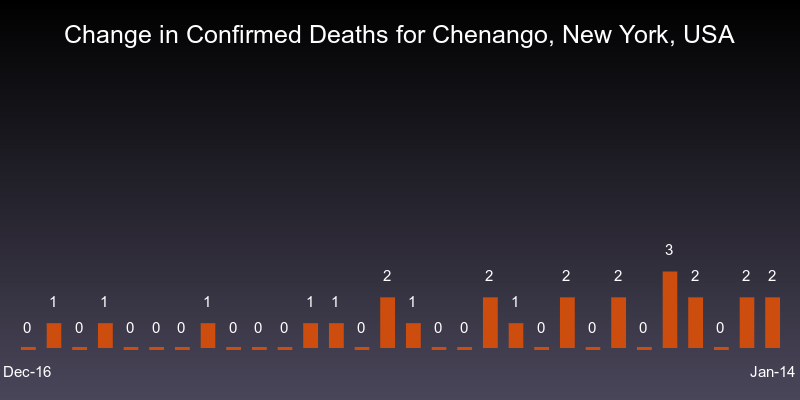 Change in Confirmed Deaths for Chenango, New York, USA
0 1 0 1 0 0 0 1 0 0 0 1 1 0 2 1 0 0 2 1 0 2 0 2 0 3 2 0 2 2
Dec-16 Jan-14